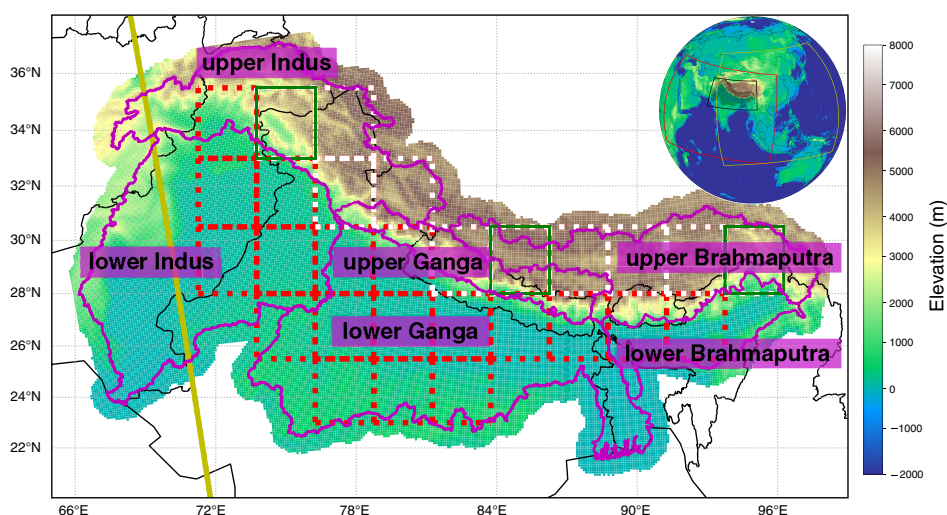 36°N
34°N
32°N
30°N
28°N
26°N
24°N
22°N
66°E
72°E
78°E
84°E
90°E
96°E
upper Indus
lower Indus
upper Ganga
lower Ganga
upper Brahmaputra
lower Brahmaputra
8000
7000
6000
5000
4000
3000
2000
1000
0
−1000
−2000
Elevation (m)